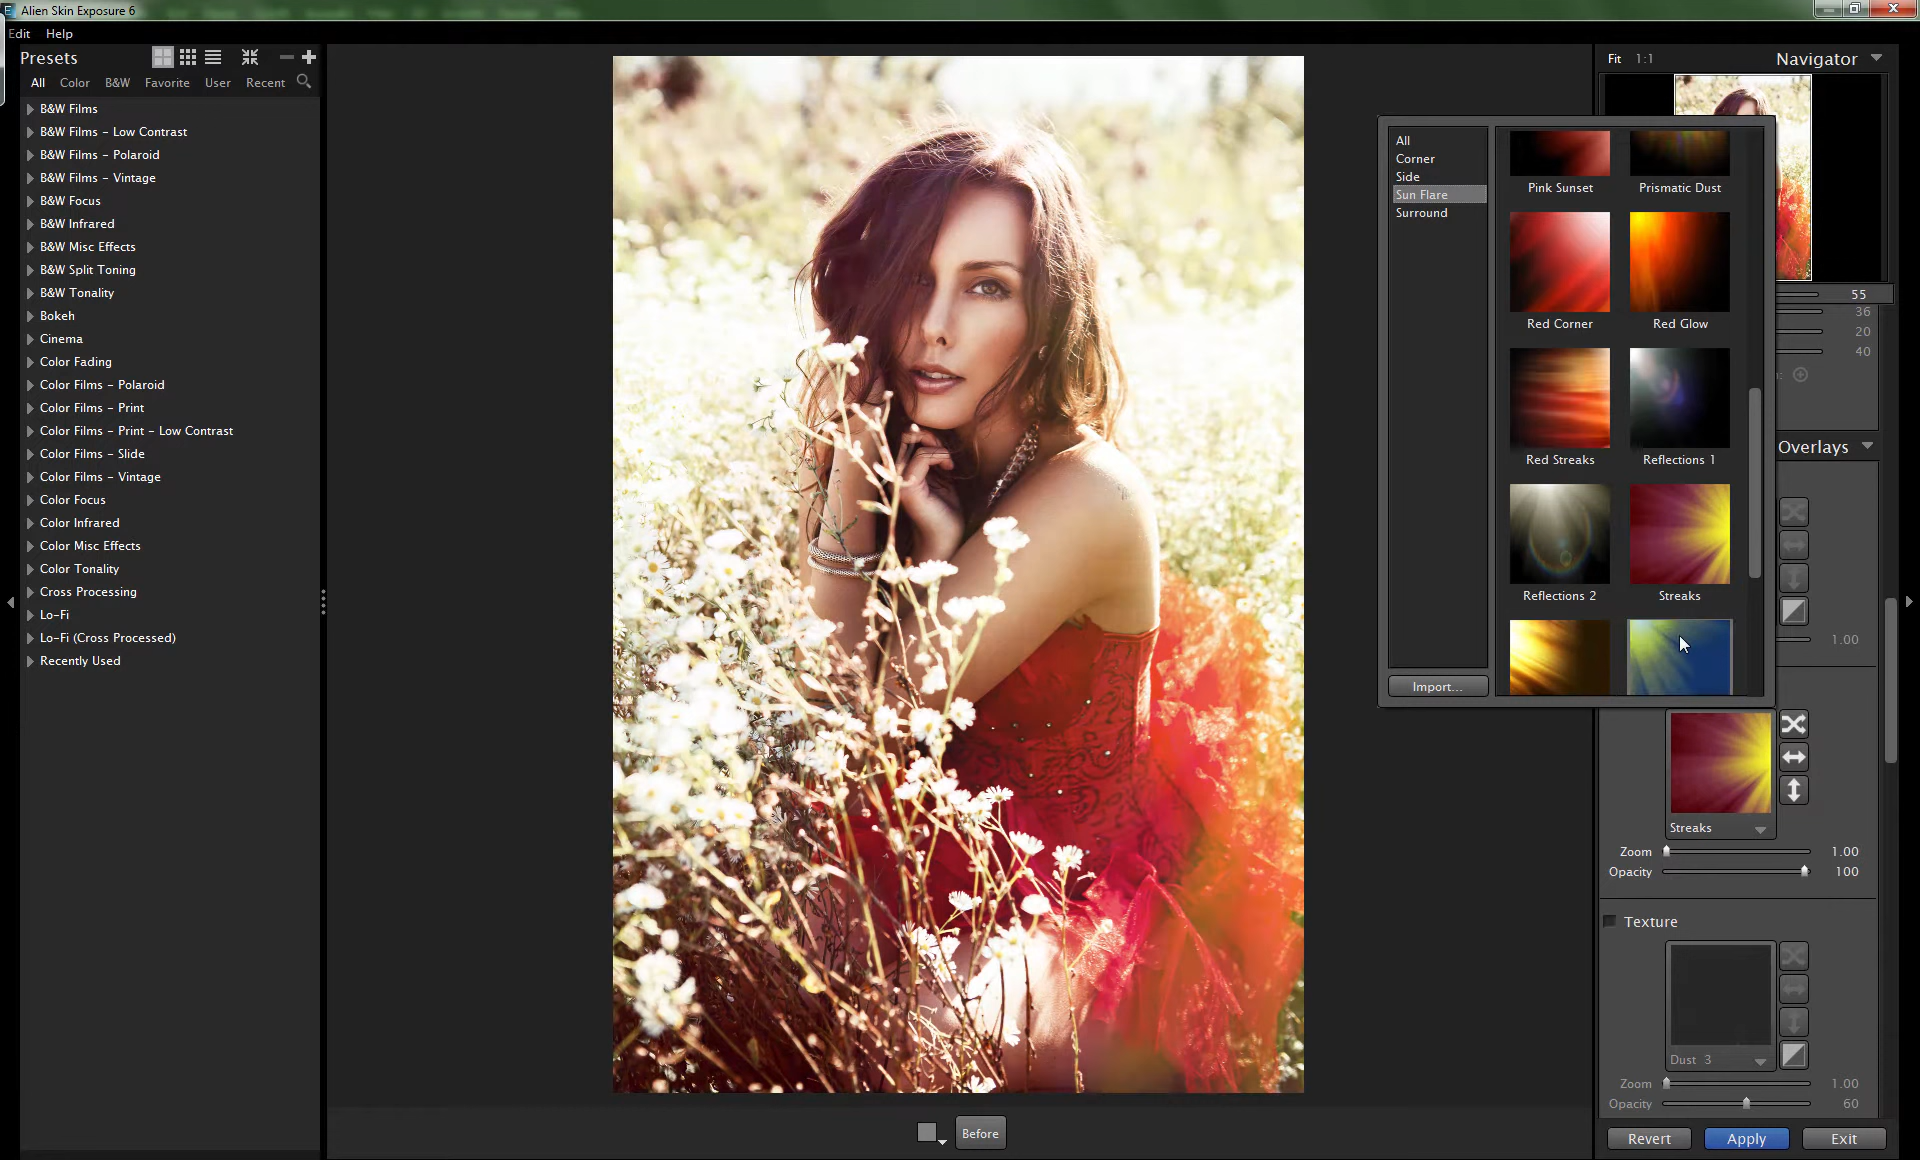 Alien Skin Exposure 6
Edit Help
Presets
All Color B&W Favorite User Recent
B&W Films
B&W Films - Low Contrast
B&W Films - Polaroid
B&W Films - Vintage
B&W Focus
B&W Infrared
B&W Misc Effects
B&W Split Toning
B&W Tonality
Bokeh
Cinema
Color Fading
Color Films - Polaroid
Color Films - Print
Color Films - Print - Low Contrast
Color Films - Slide
Color Films - Vintage
Color Focus
Color Infrared
Color Misc Effects
Color Tonality
Cross Processing
Lo-Fi
Lo-Fi (Cross Processed)
Recently Used
Before
All
Corner
Side
Sun Flare
Surround
Import...
Pink Sunset Prismatic Dust
Red Corner Red Glow
Red Streaks Reflections 1
Reflections 2 Streaks
Fit 1:1 Navigator
55
36
20
40
Overlays
1.00
Streaks
Zoom 1.00
Opacity 100
Texture
Dust 3
Zoom 1.00
Opacity 60
Revert Apply Exit